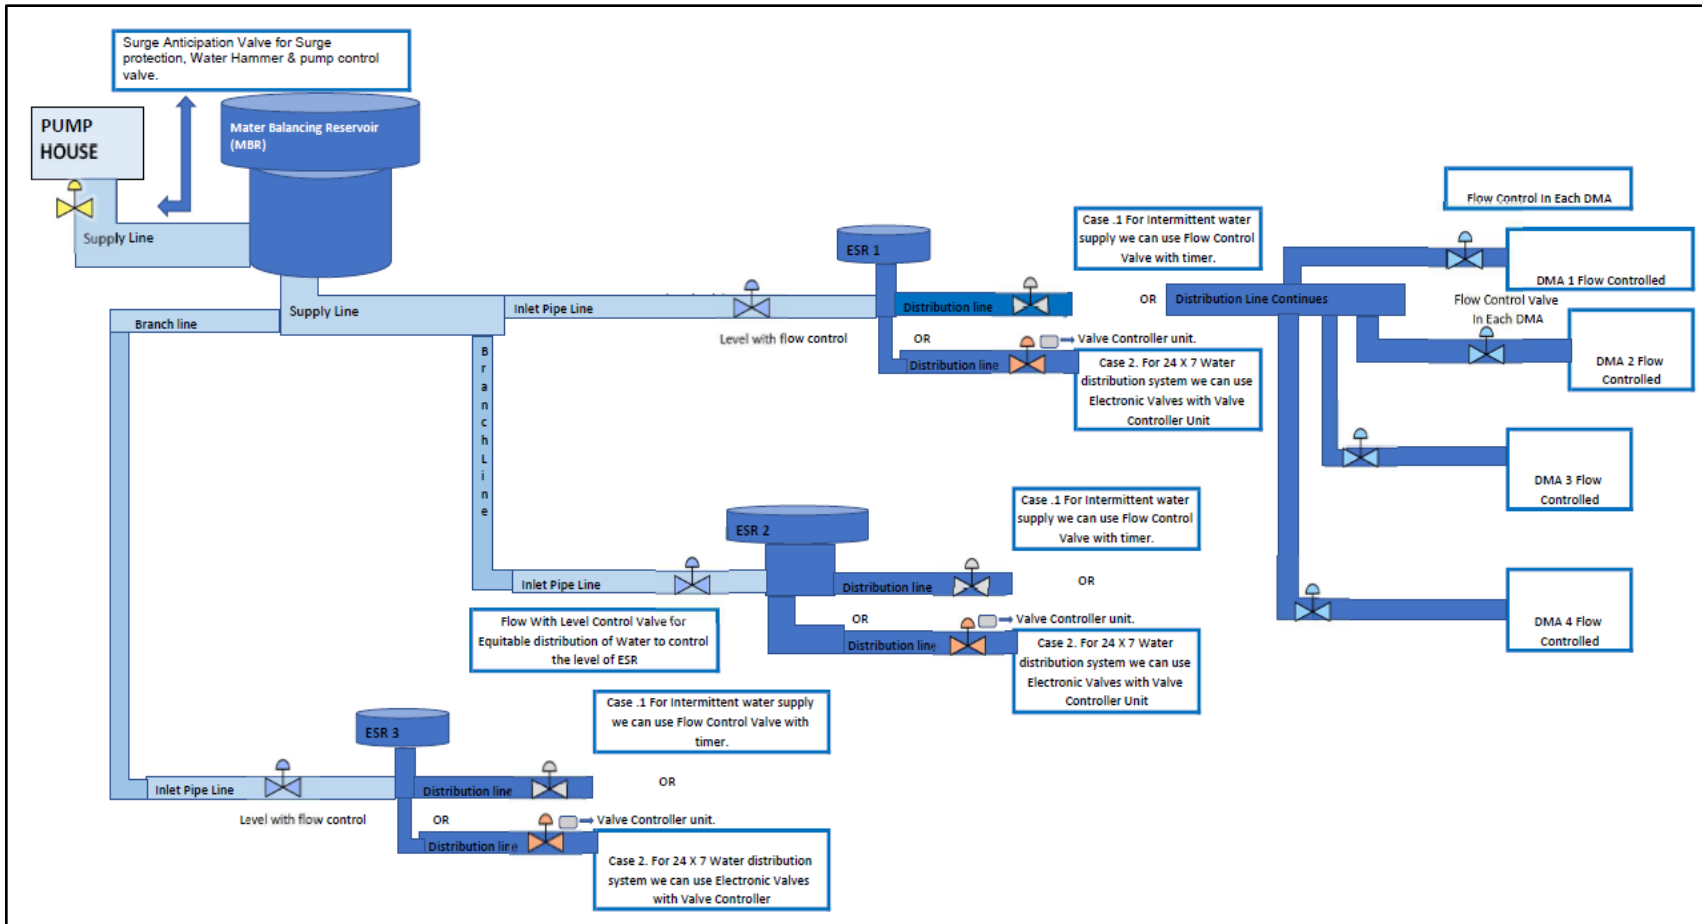 Surge Anticipation Valve for Surge
protection, Water Hammer & pump control
valve.
PUMP
HOUSE
Mater Balancing Reservoir
(MBR)
Supply Line
Supply Line
Branch line
Inlet Pipe Line
Level with flow control
ESR 1
Distribution line
OR
Distribution line
Valve Controller unit.
Case .1 For Intermittent water
supply we can use Flow Control
Valve with timer.
OR
Case 2. For 24 X 7 Water
distribution system we can use
Electronic Valves with Valve
Controller Unit
Distribution Line Continues
Flow Control In Each DMA
DMA 1 Flow Controlled
Flow Control Valve
In Each DMA
DMA 2 Flow
Controlled
DMA 3 Flow
Controlled
DMA 4 Flow
Controlled
Branch Line
Inlet Pipe Line
Flow With Level Control Valve for
Equitable distribution of Water to control
the level of ESR
ESR 2
Distribution line
OR
Distribution line
Valve Controller unit.
Case .1 For Intermittent water
supply we can use Flow Control
Valve with timer.
OR
Case 2. For 24 X 7 Water
distribution system we can use
Electronic Valves with Valve
Controller Unit
Inlet Pipe Line
Level with flow control
ESR 3
Distribution line
OR
Distribution line
Valve Controller unit.
Case .1 For Intermittent water supply
we can use Flow Control Valve with
timer.
OR
Case 2. For 24 X 7 Water distribution
system we can use Electronic Valves
with Valve Controller